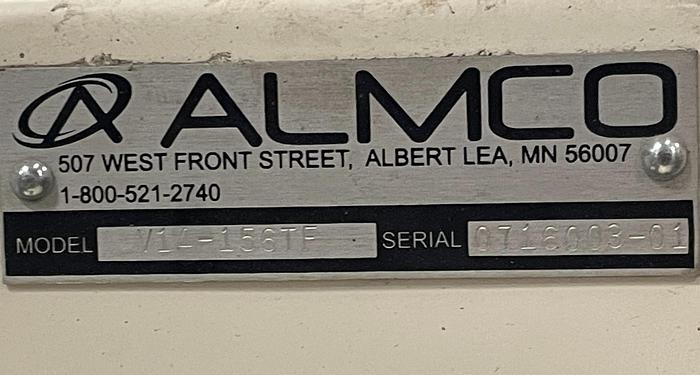 ALMCO
507 WEST FRONT STREET, ALBERT LEA, MN 56007
1-800-521-2740
MODEL V14-156TF SERIAL 0716003-01